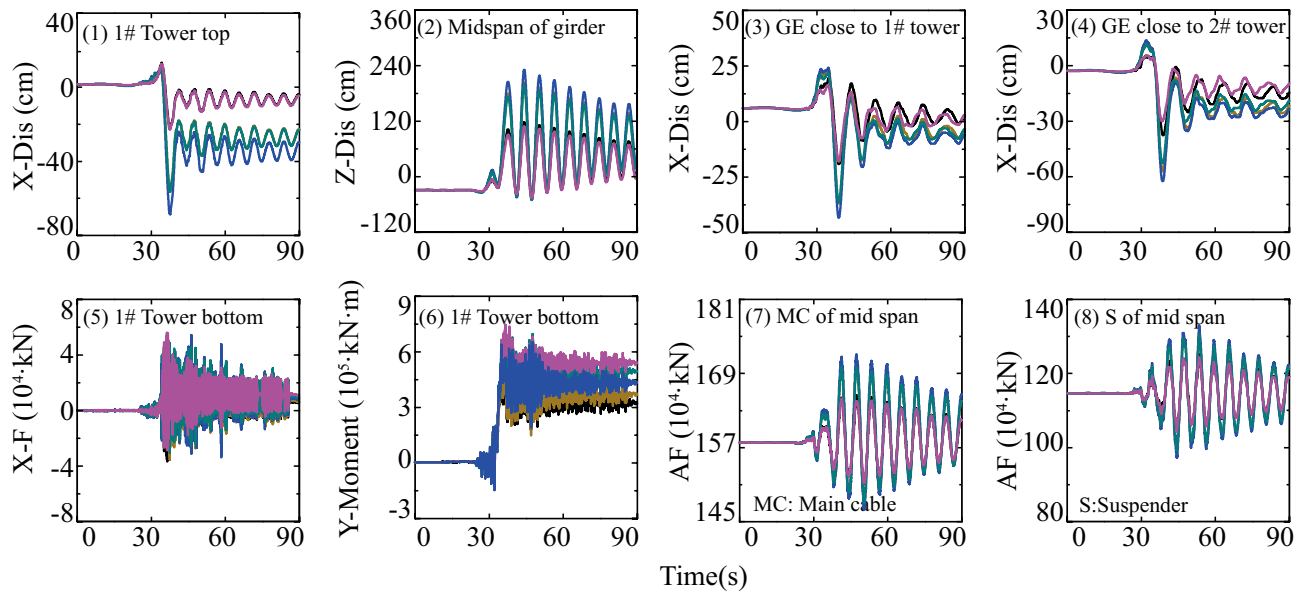 (1) 1# Tower top
X-Dis (cm)
40
0
-40
-80
0 30 60 90
(2) Midspan of girder
Z-Dis (cm)
360
240
120
0
-120
0 30 60 90
(3) GE close to 1# tower
X-Dis (cm)
50
25
0
-25
-50
0 30 60 90
(4) GE close to 2# tower
X-Dis (cm)
30
0
-30
-60
-90
0 30 60 90
(5) 1# Tower bottom
X-F (10⁴·kN)
8
4
0
-4
-8
0 30 60 90
(6) 1# Tower bottom
Y-Moment (10⁵·kN·m)
9
6
3
0
-3
0 30 60 90
(7) MC of mid span
AF (10⁴·kN)
181
169
157
145
MC: Main cable
0 30 60 90
(8) S of mid span
AF (10⁴·kN)
140
120
100
80
S:Suspender
0 30 60 90
Time(s)